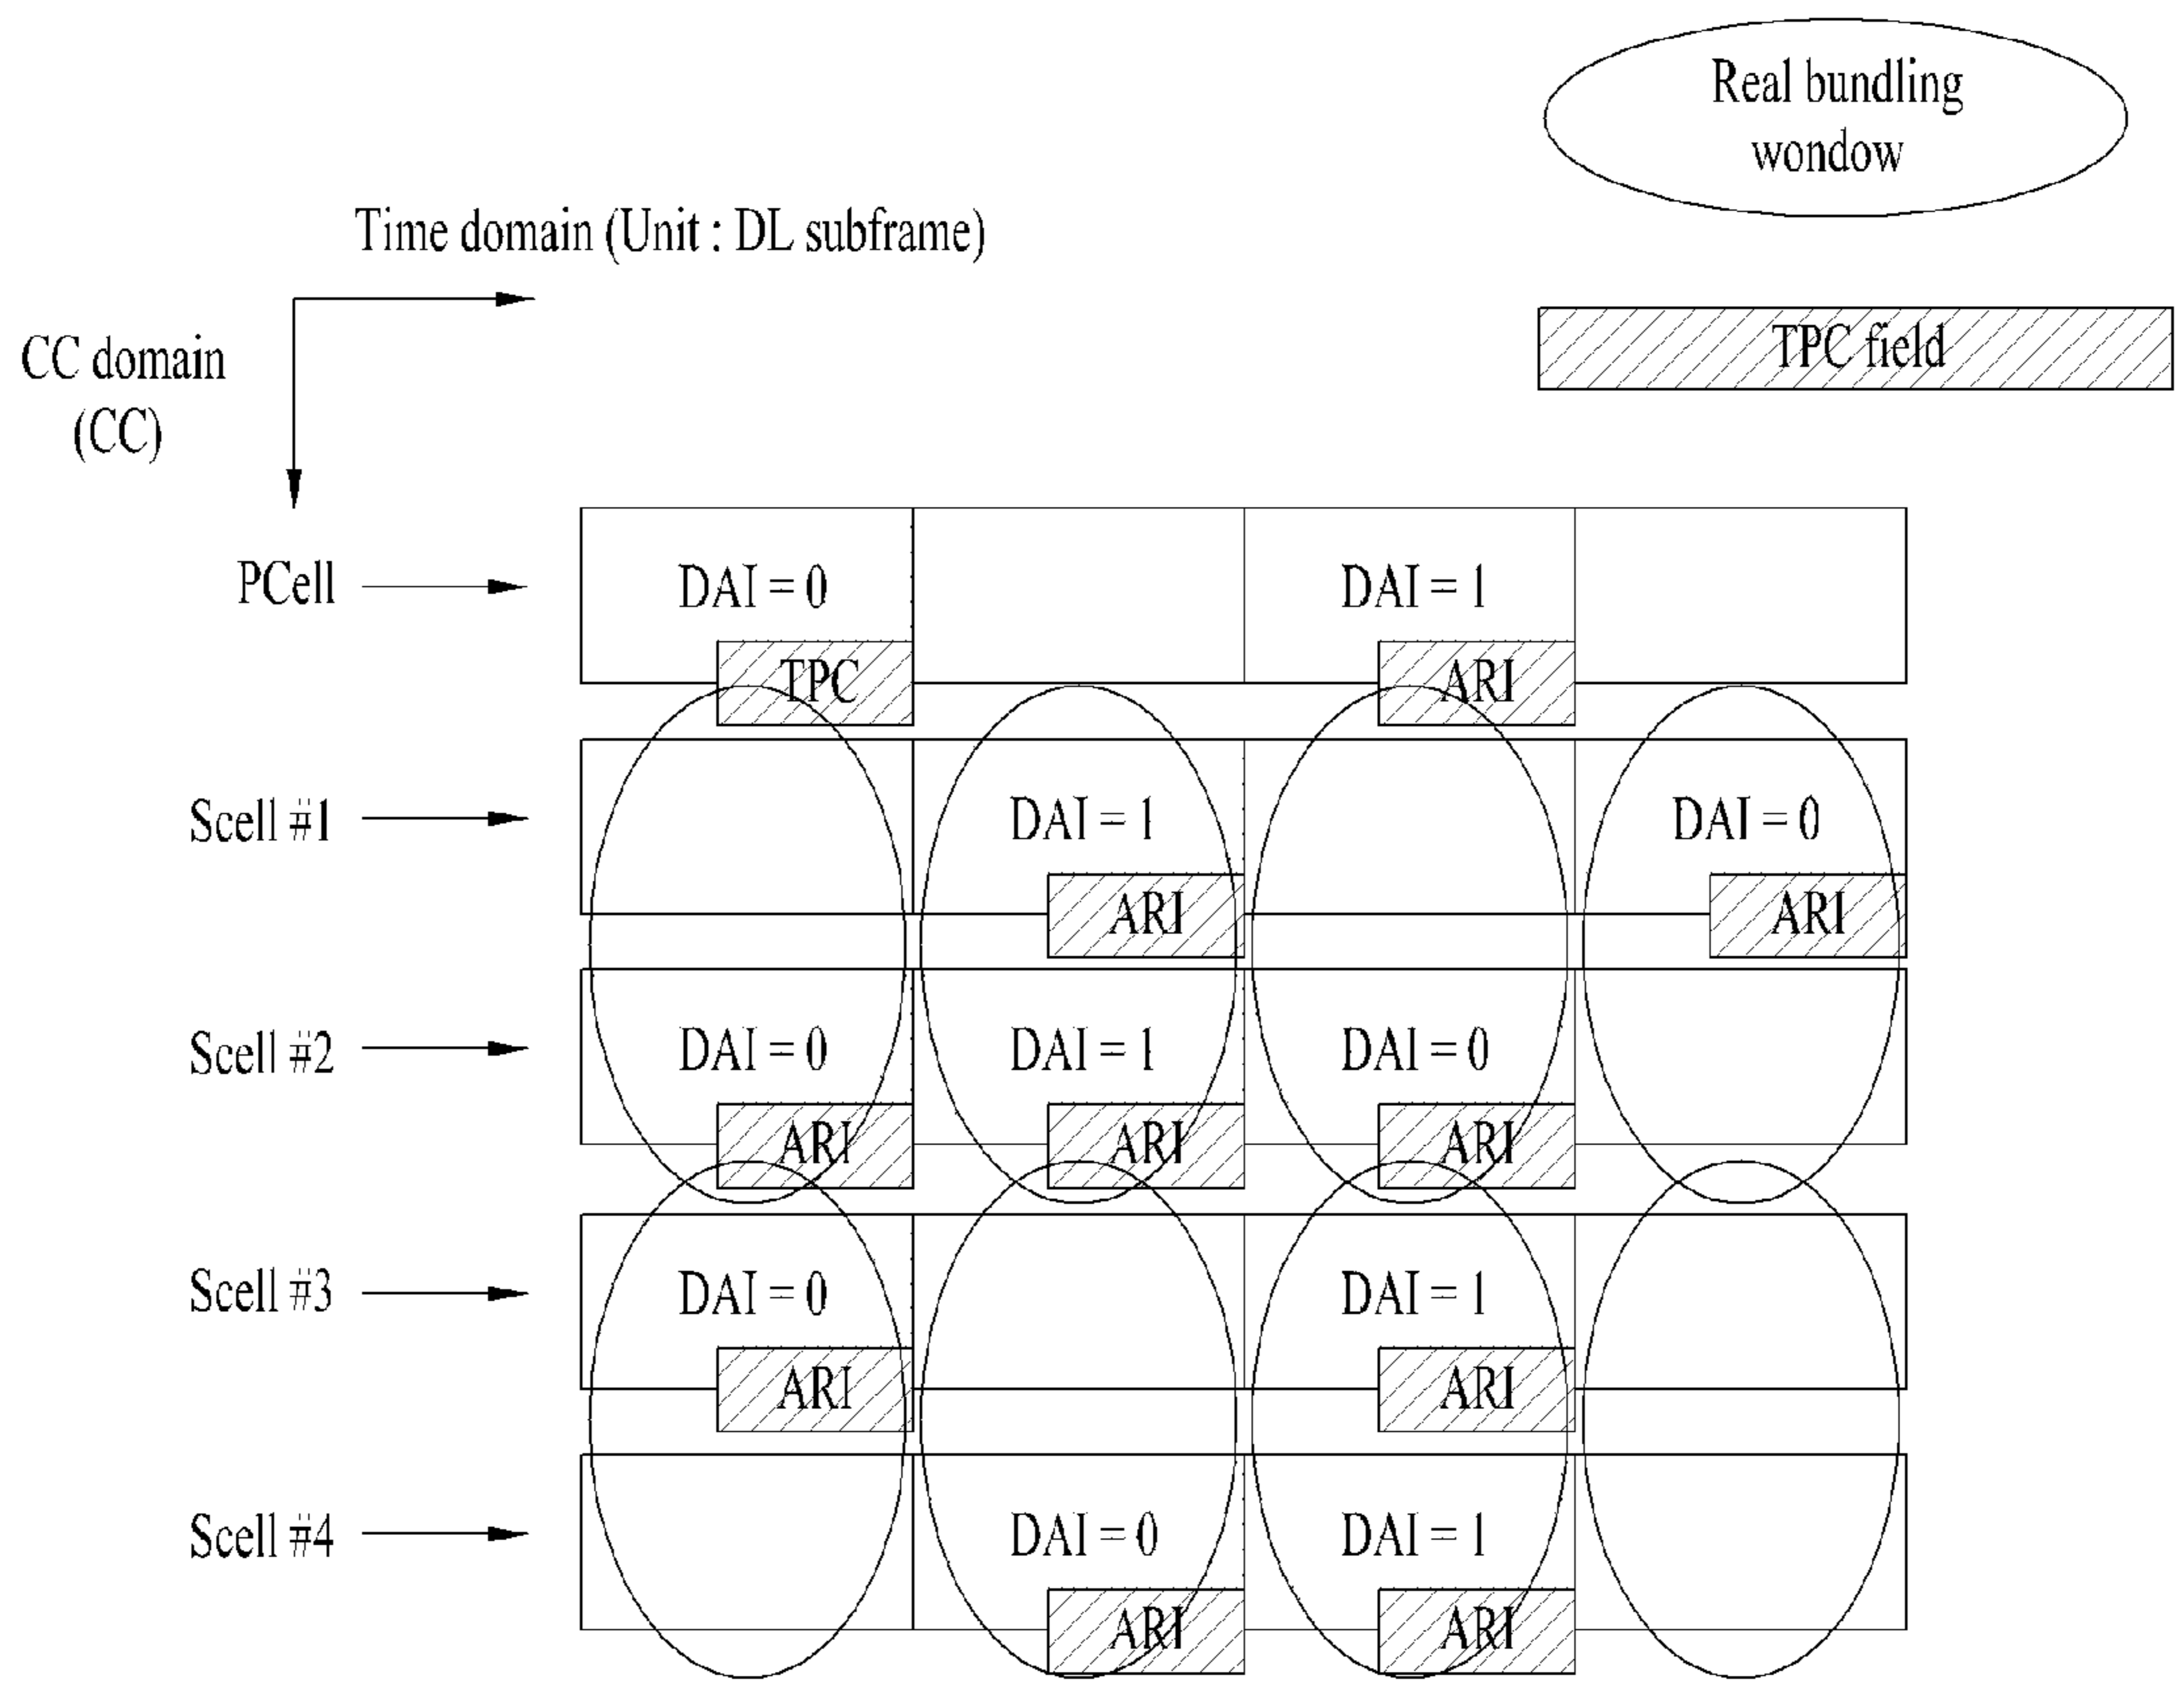 Real bundling
wondow
Time domain (Unit : DL subframe)
TPC field
CC domain
(CC)
PCell
DAI = 0
DAI = 1
TPC
ARI
Scell #1
DAI = 1
DAI = 0
ARI
ARI
Scell #2
DAI = 0
DAI = 1
DAI = 0
ARI
ARI
ARI
Scell #3
DAI = 0
DAI = 1
ARI
ARI
Scell #4
DAI = 0
DAI = 1
ARI
ARI